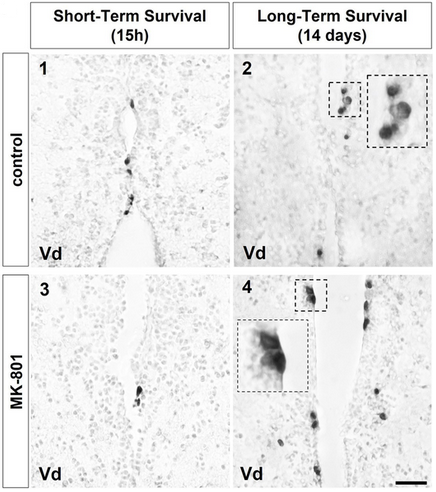 Short-Term Survival
(15h)
Long-Term Survival
(14 days)
control
1
Vd
2
MK-801
3
Vd
4
Vd